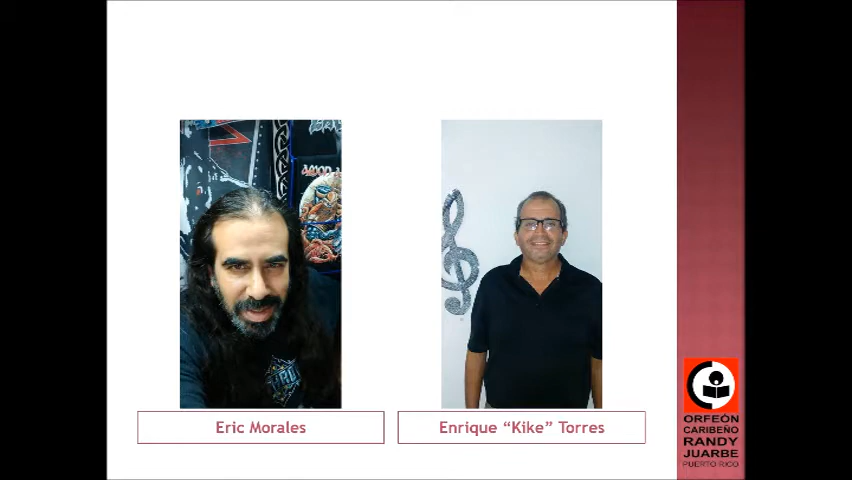 Eric Morales
Enrique “Kike” Torres
ORFEÓN
CARIBEÑO
RANDY
JUARBE
PUERTO RICO